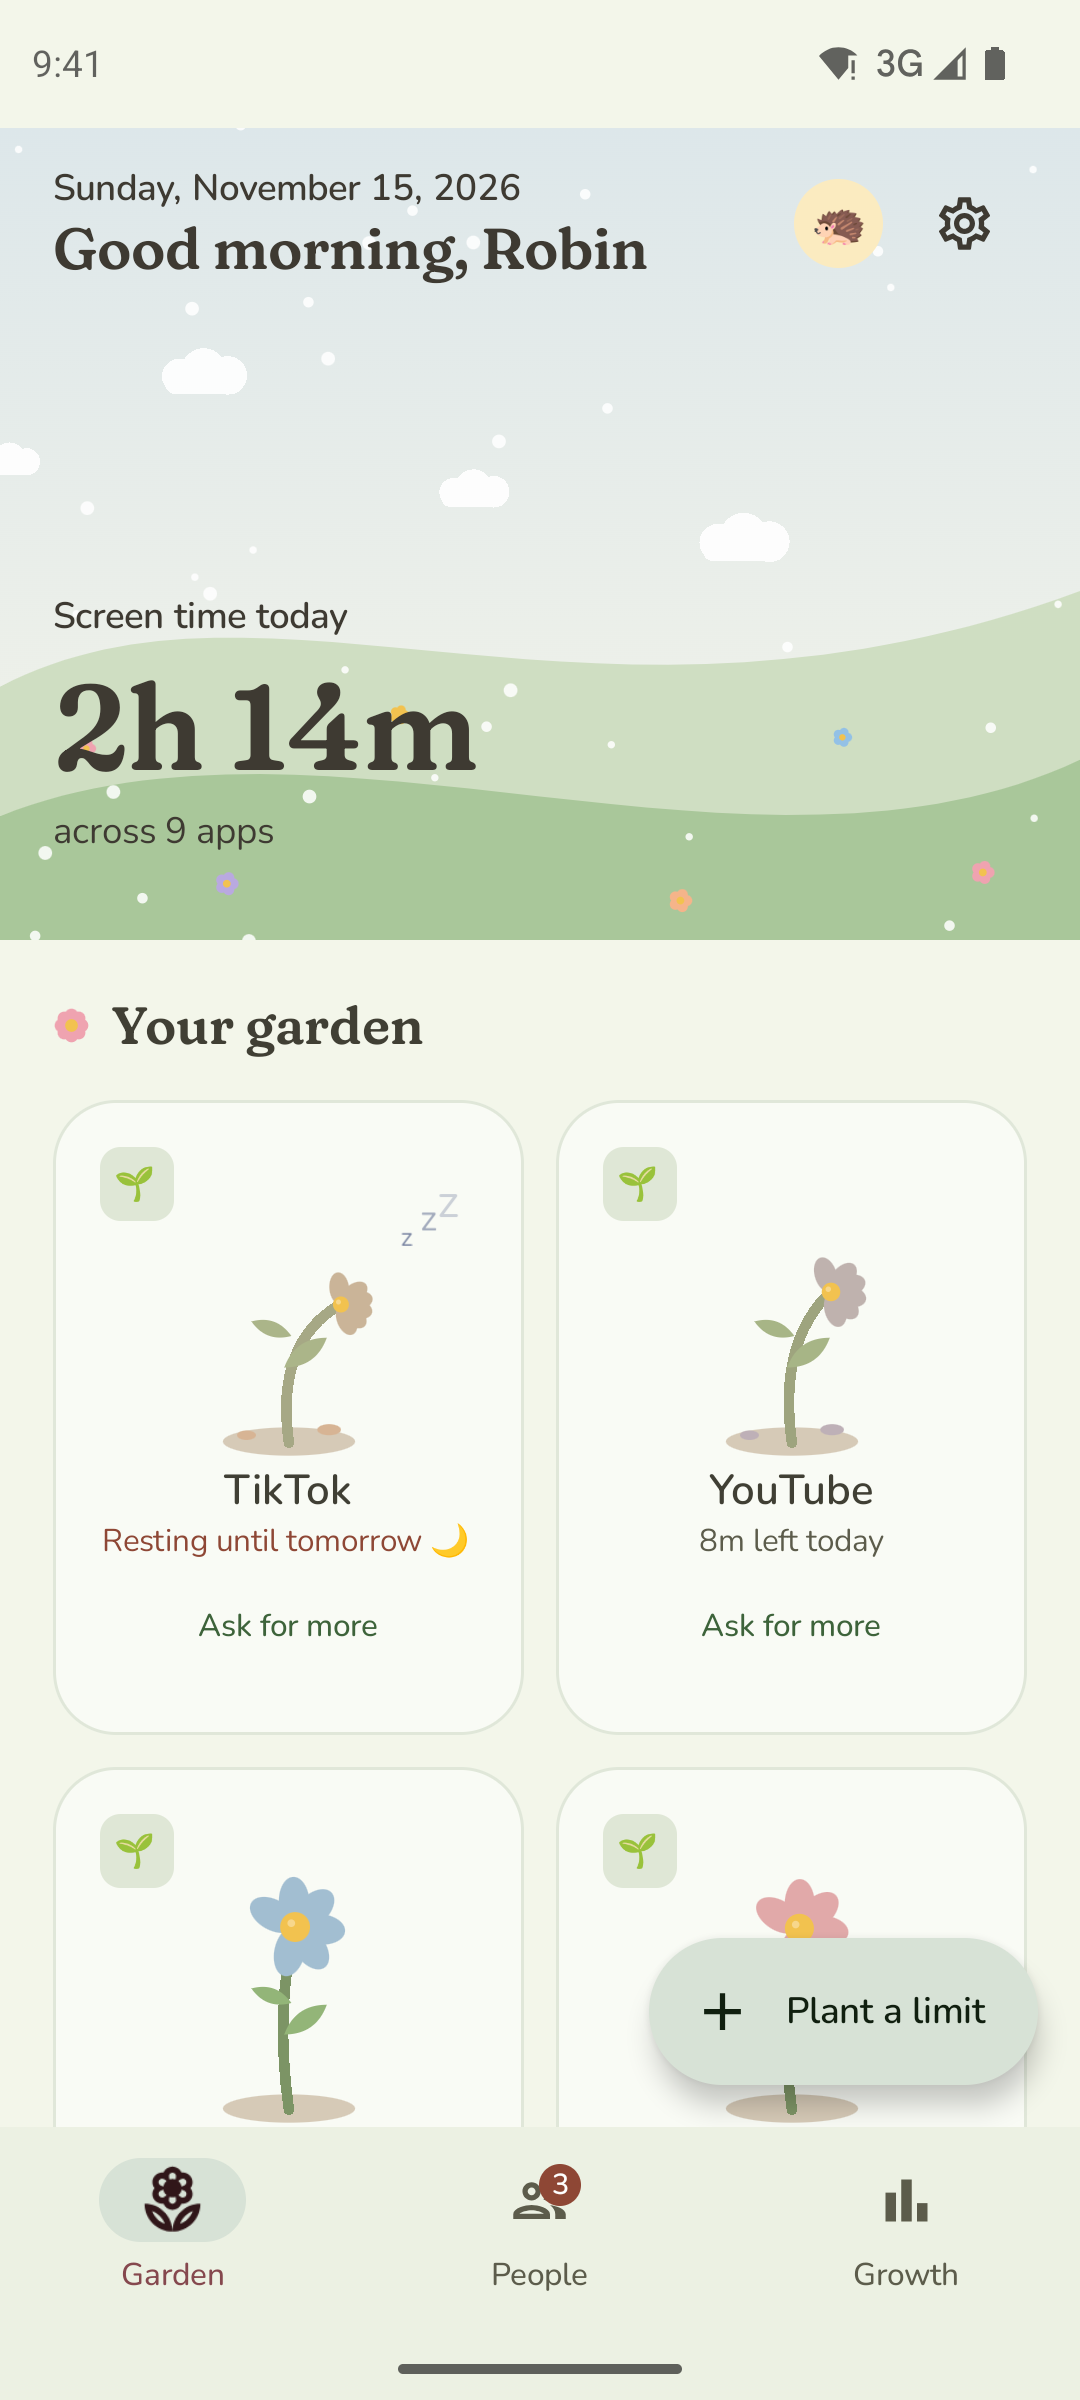 9:41
3G
Sunday, November 15, 2026
Good morning, Robin
Screen time today
2h 14m
across 9 apps
Your garden
z z Z
TikTok
Resting until tomorrow 🌙
Ask for more
YouTube
8m left today
Ask for more
+ Plant a limit
Garden
3
People
Growth